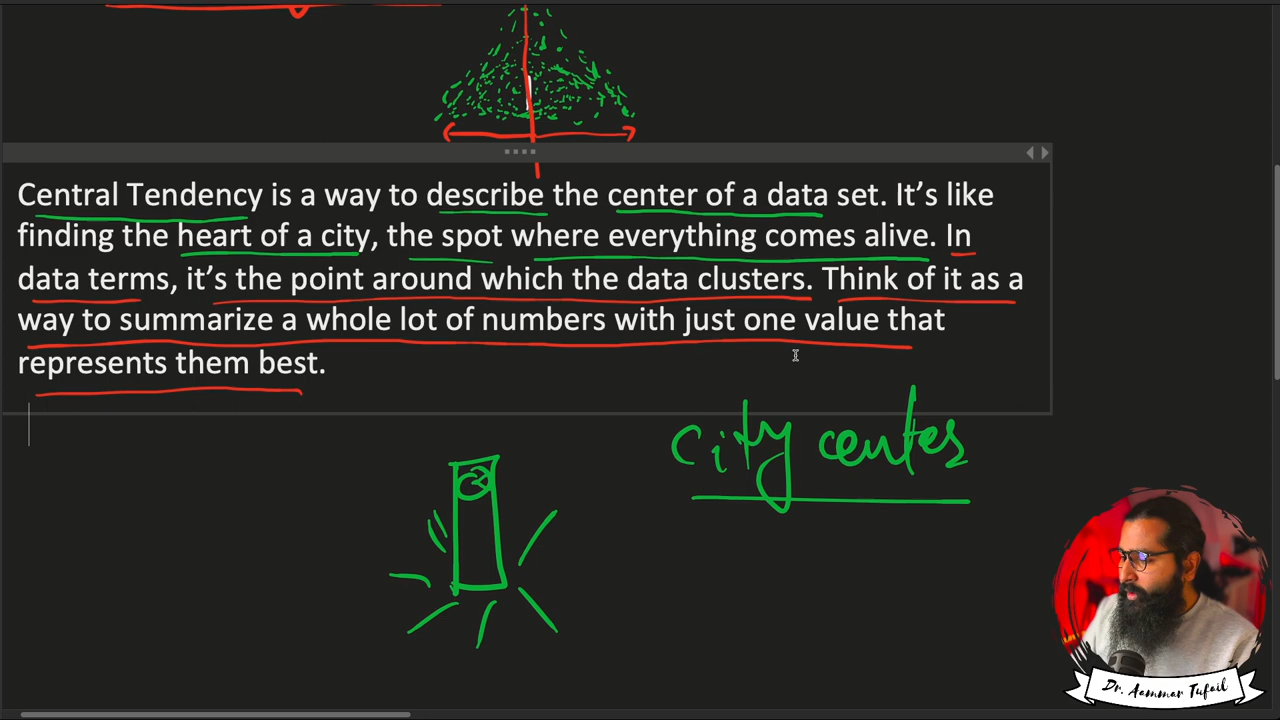 Central Tendency is a way to describe the center of a data set. It’s like
finding the heart of a city, the spot where everything comes alive. In
data terms, it’s the point around which the data clusters. Think of it as a
way to summarize a whole lot of numbers with just one value that
represents them best.
city center
Dr. Aammar Tufail